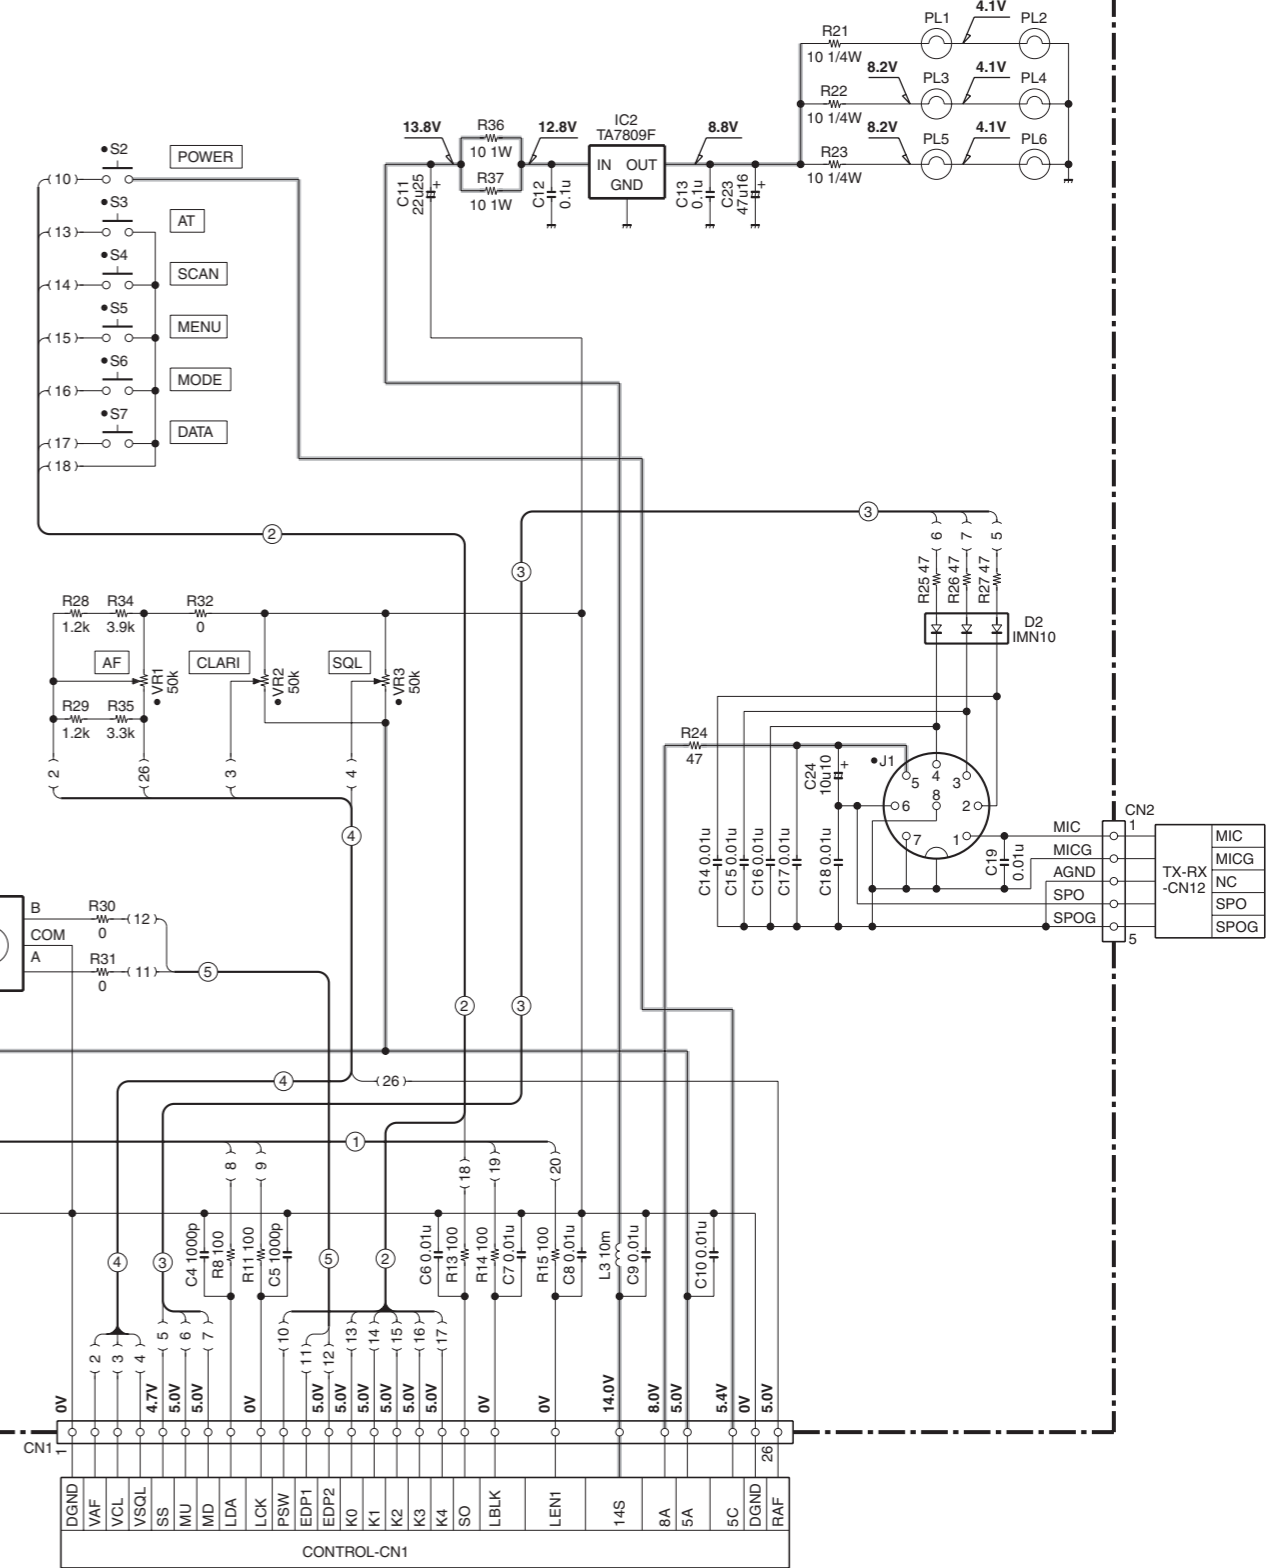 4.1V
PL1
PL2
R21
10 1/4W
8.2V
4.1V
PL3
PL4
R22
10 1/4W
8.2V
4.1V
PL5
PL6
R23
10 1/4W
13.8V
R36
10 1W
R37
10 1W
12.8V
IC2
TA7809F
IN OUT
GND
8.8V
C11
22u25
+
C12
0.1u
C13
0.1u
C23
47u16
+
S2
POWER
10
S3
AT
13
S4
SCAN
14
S5
MENU
15
S6
MODE
16
S7
DATA
17
18
2
3
3
6
7
5
R25 47
R26 47
R27 47
D2
IMN10
R28
1.2k
R34
3.9k
R32
0
AF
VR1
50k
CLARI
VR2
50k
SQL
VR3
50k
R29
1.2k
R35
3.3k
2
26
3
4
4
R24
47
C24
10u10
+
J1
5
4
3
6
8
2
7
1
C14 0.01u
C15 0.01u
C16 0.01u
C17 0.01u
C18 0.01u
C19
0.01u
MIC
MICG
AGND
SPO
SPOG
CN2
1
5
TX-RX
-CN12
MIC
MICG
NC
SPO
SPOG
B
COM
A
R30
0
12
R31
0
11
5
2
3
4
26
1
8
9
18
19
20
C4 1000p
R8 100
R11 100
C5 1000p
C6 0.01u
R13 100
R14 100
C7 0.01u
R15 100
C8 0.01u
L3 10m
C9 0.01u
C10 0.01u
4
3
5
2
2
3
4
5
6
7
10
11
12
13
14
15
16
17
0V
4.7V
5.0V
5.0V
0V
5.0V
5.0V
5.0V
5.0V
5.0V
5.0V
0V
0V
14.0V
8.0V
5.0V
5.4V
0V
5.0V
CN1
1
26
DGND
VAF
VCL
VSQL
SS
MU
MD
LDA
LCK
PSW
EDP1
EDP2
K0
K1
K2
K3
K4
SO
LBLK
LEN1
14S
8A
5A
5C
DGND
RAF
CONTROL-CN1